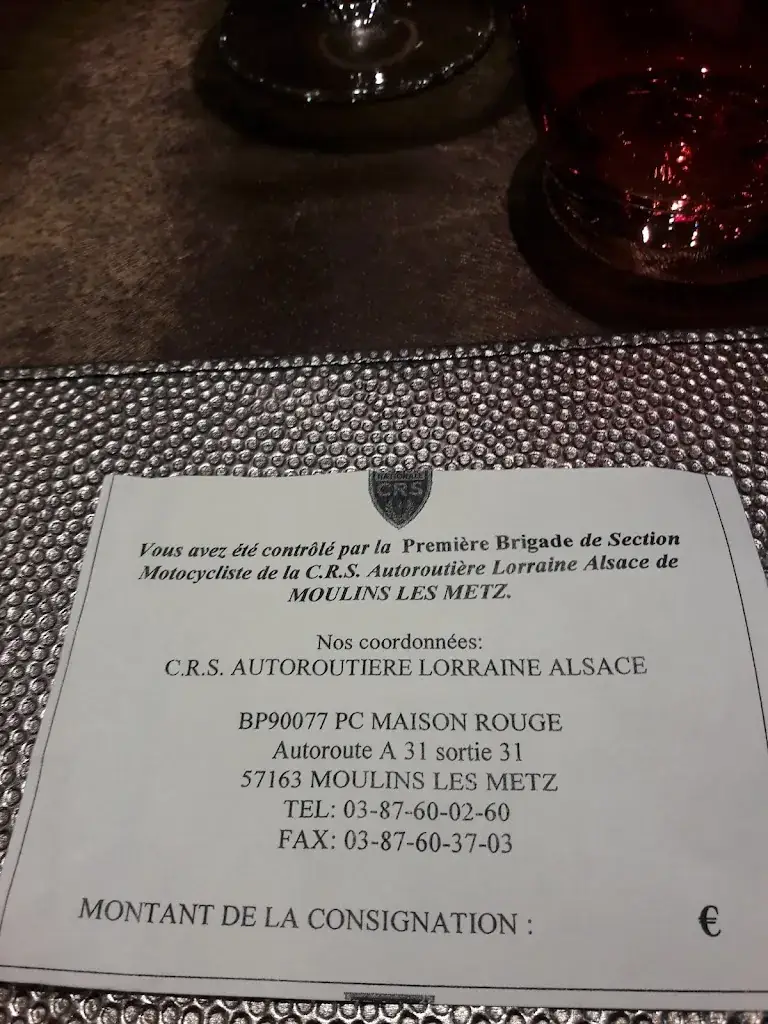 NATIONALE
CRS
Vous avez été contrôlé par la Première Brigade de Section
Motocycliste de la C.R.S. Autoroutière Lorraine Alsace de
MOULINS LES METZ.
Nos coordonnées:
C.R.S. AUTOROUTIERE LORRAINE ALSACE
BP90077 PC MAISON ROUGE
Autoroute A 31 sortie 31
57163 MOULINS LES METZ
TEL: 03-87-60-02-60
FAX: 03-87-60-37-03
MONTANT DE LA CONSIGNATION : €